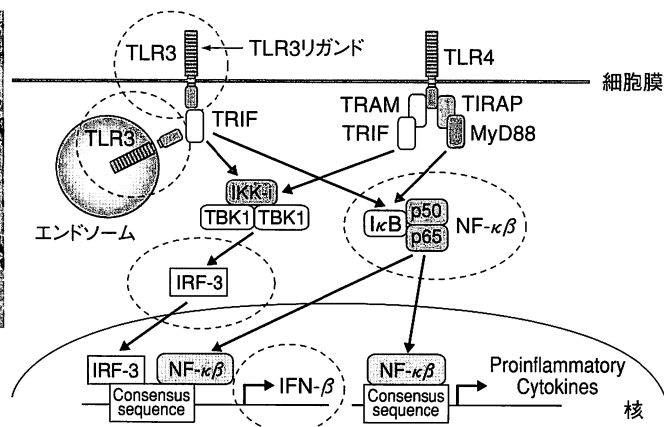 TLR3
TLR3リガンド
TLR4
細胞膜
TLR3
TRIF
TRAM
TIRAP
TRIF
MyD88
エンドソーム
IKK-i
TBK1
TBK1
IκB
p50
p65
NF-κβ
IRF-3
IRF-3
NF-κβ
Consensus
sequence
IFN-β
NF-κβ
Consensus
sequence
Proinflammatory
Cytokines
核